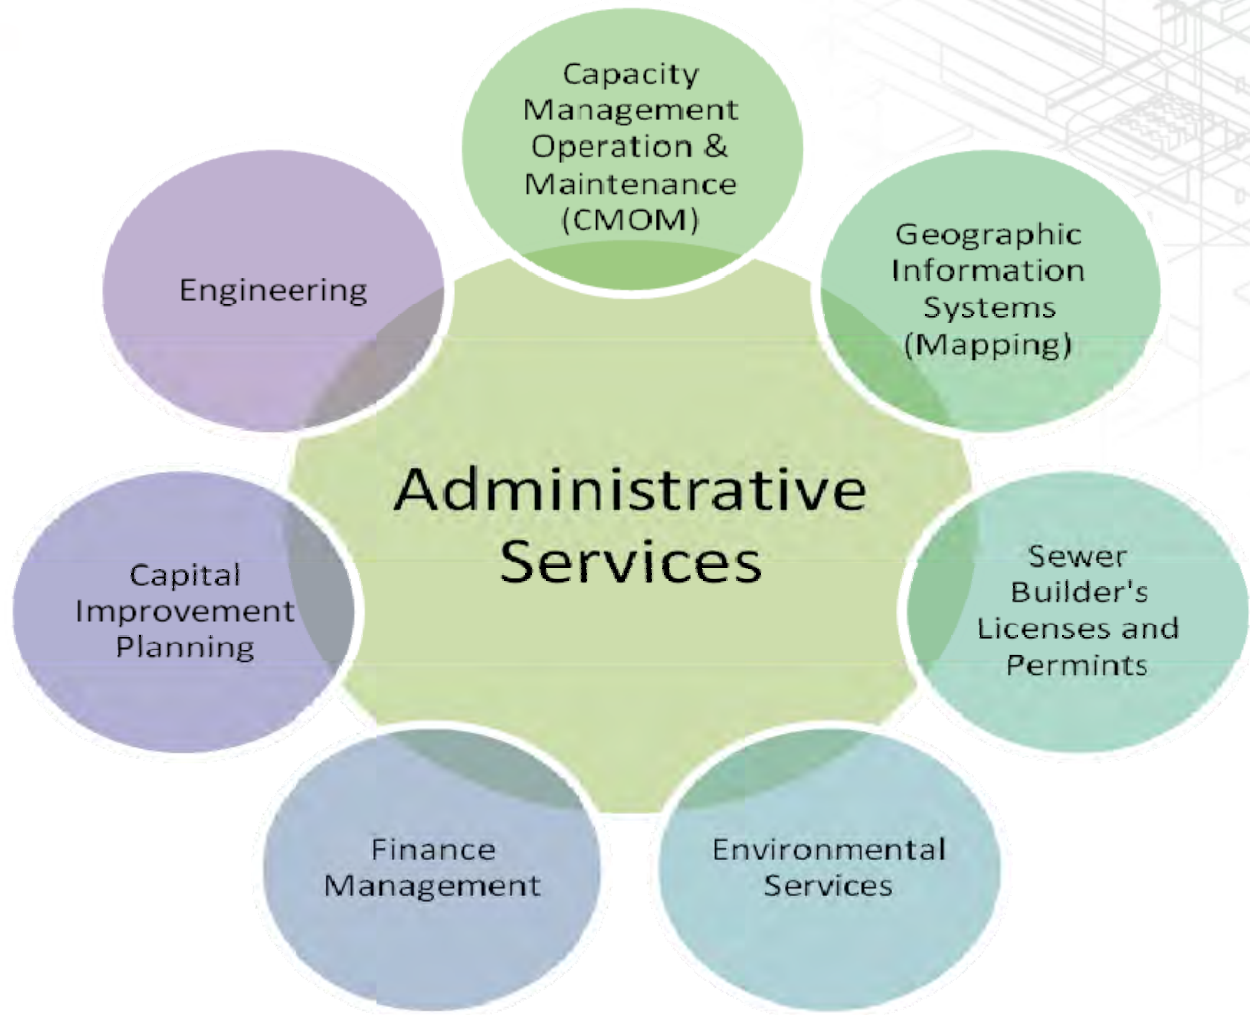 Capacity
Management
Operation &
Maintenance
(CMOM)
Geographic
Information
Systems
(Mapping)
Engineering
Administrative
Services
Sewer
Builder's
Licenses and
Permints
Capital
Improvement
Planning
Finance
Management
Environmental
Services